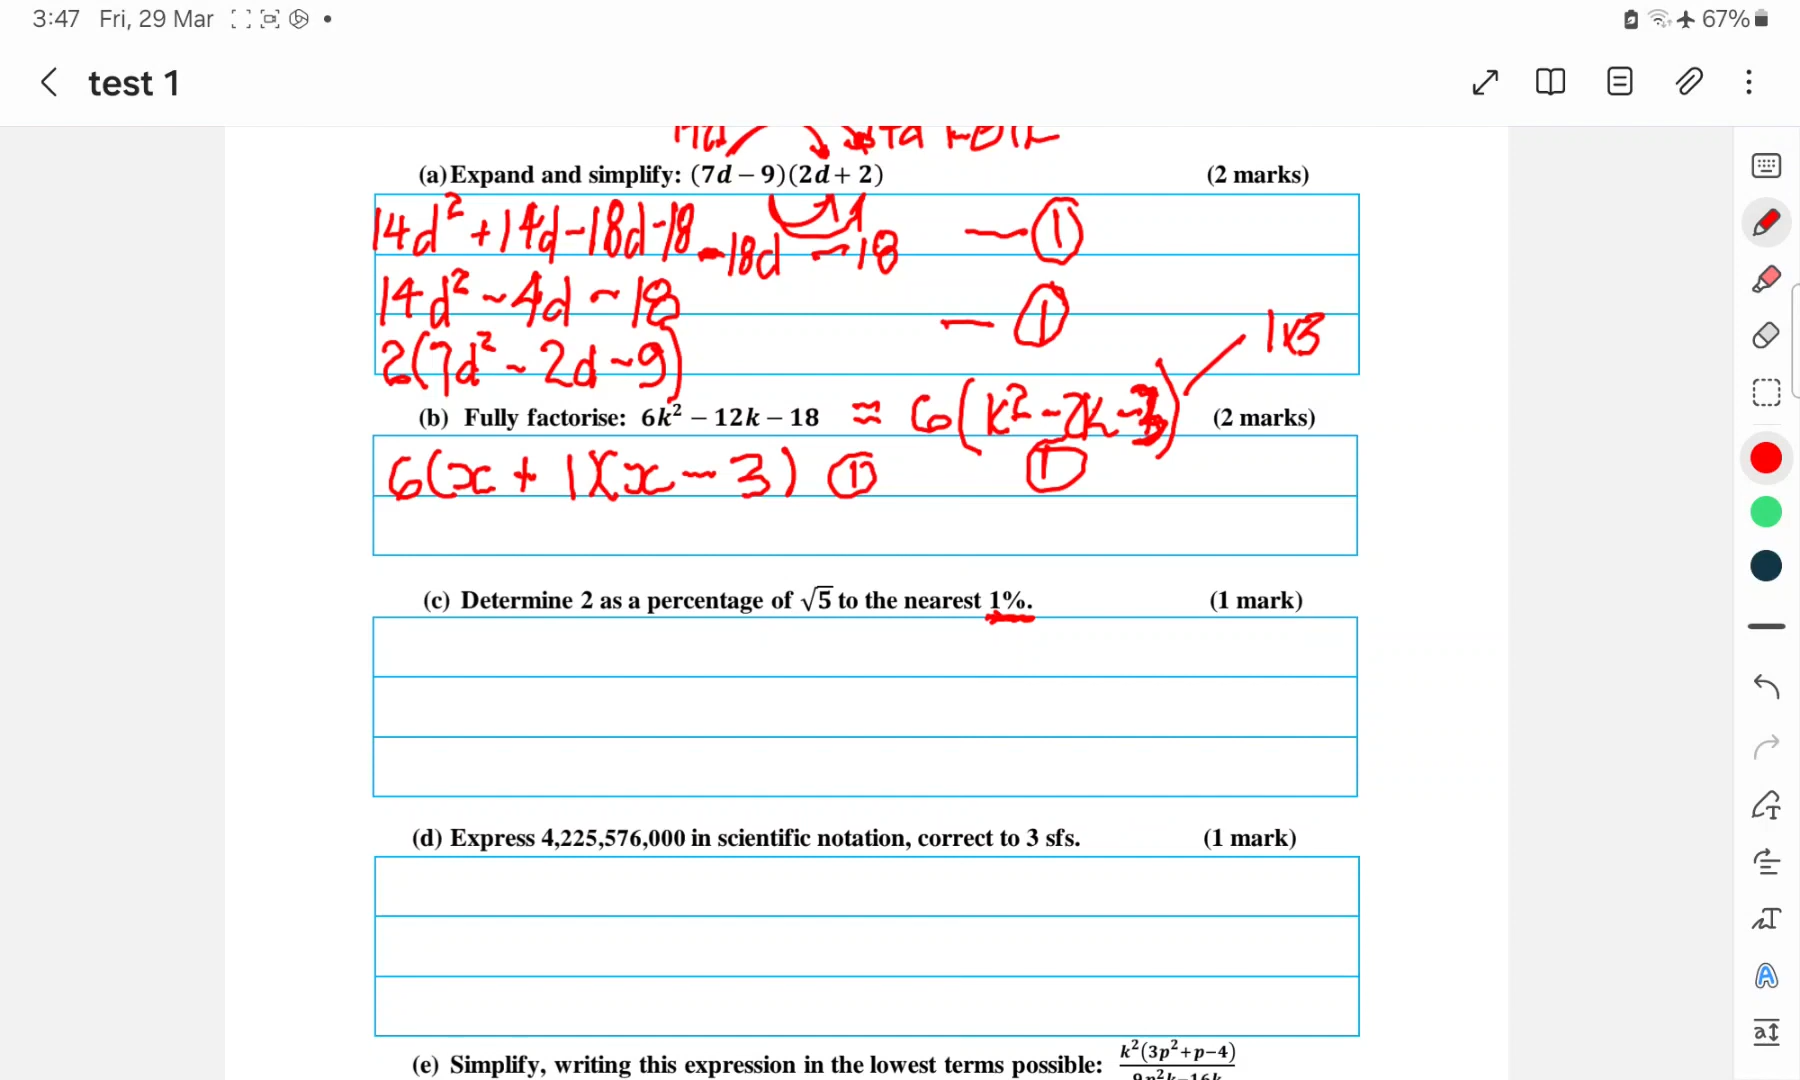 3:47 Fri, 29 Mar 67%
test 1
(a) Expand and simplify: (7d − 9)(2d + 2) (2 marks)
14d² + 14d − 18d − 18 − 18d − 18 — ①
14d² − 4d − 18 — ①
1x3
2(7d² − 2d − 9)
(b) Fully factorise: 6k² − 12k − 18 = 6(k² − 2k − 3) (2 marks)
6(x + 1)(x − 3) ① ①
(c) Determine 2 as a percentage of √5 to the nearest 1%. (1 mark)
(d) Express 4,225,576,000 in scientific notation, correct to 3 sfs. (1 mark)
(e) Simplify, writing this expression in the lowest terms possible: k²(3p²+p−4)
9p²k−16k